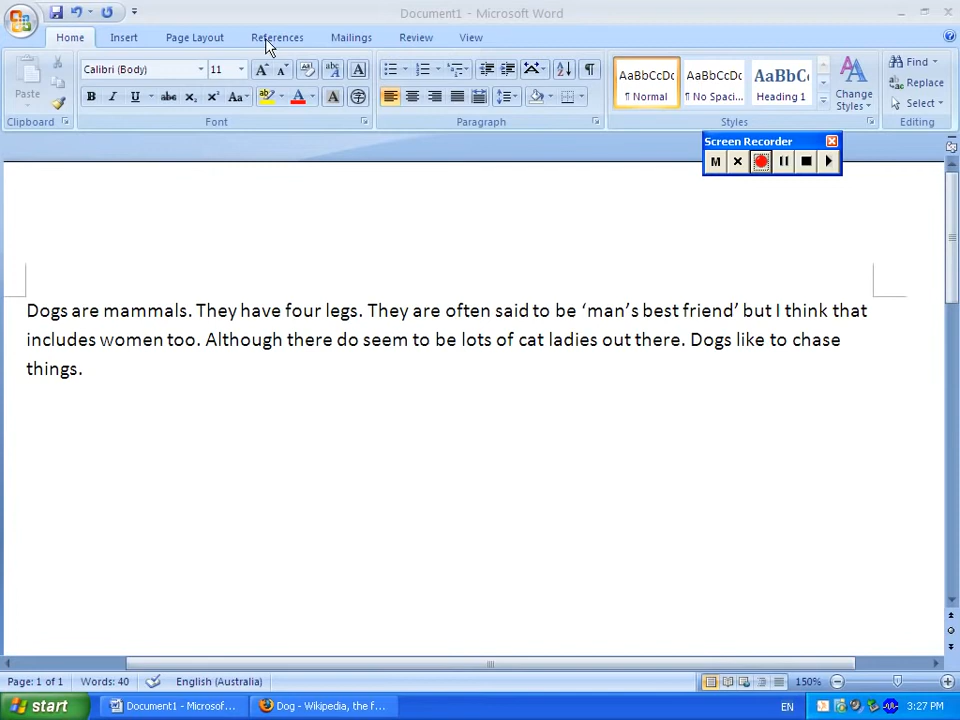 Document1 - Microsoft Word
Home Insert Page Layout References Mailings Review View
Paste
Calibri (Body) 11
AaBbCcDc AaBbCcDc AaBbC
¶ Normal ¶ No Spaci... Heading 1
Change Styles
Find
Replace
Select
Clipboard Font Paragraph Styles Editing
Screen Recorder
M
Dogs are mammals. They have four legs. They are often said to be ‘man’s best friend’ but I think that
includes women too. Although there do seem to be lots of cat ladies out there. Dogs like to chase
things.
Page: 1 of 1 Words: 40 English (Australia) 150%
start Document1 - Microsof... Dog - Wikipedia, the f... EN 3:27 PM